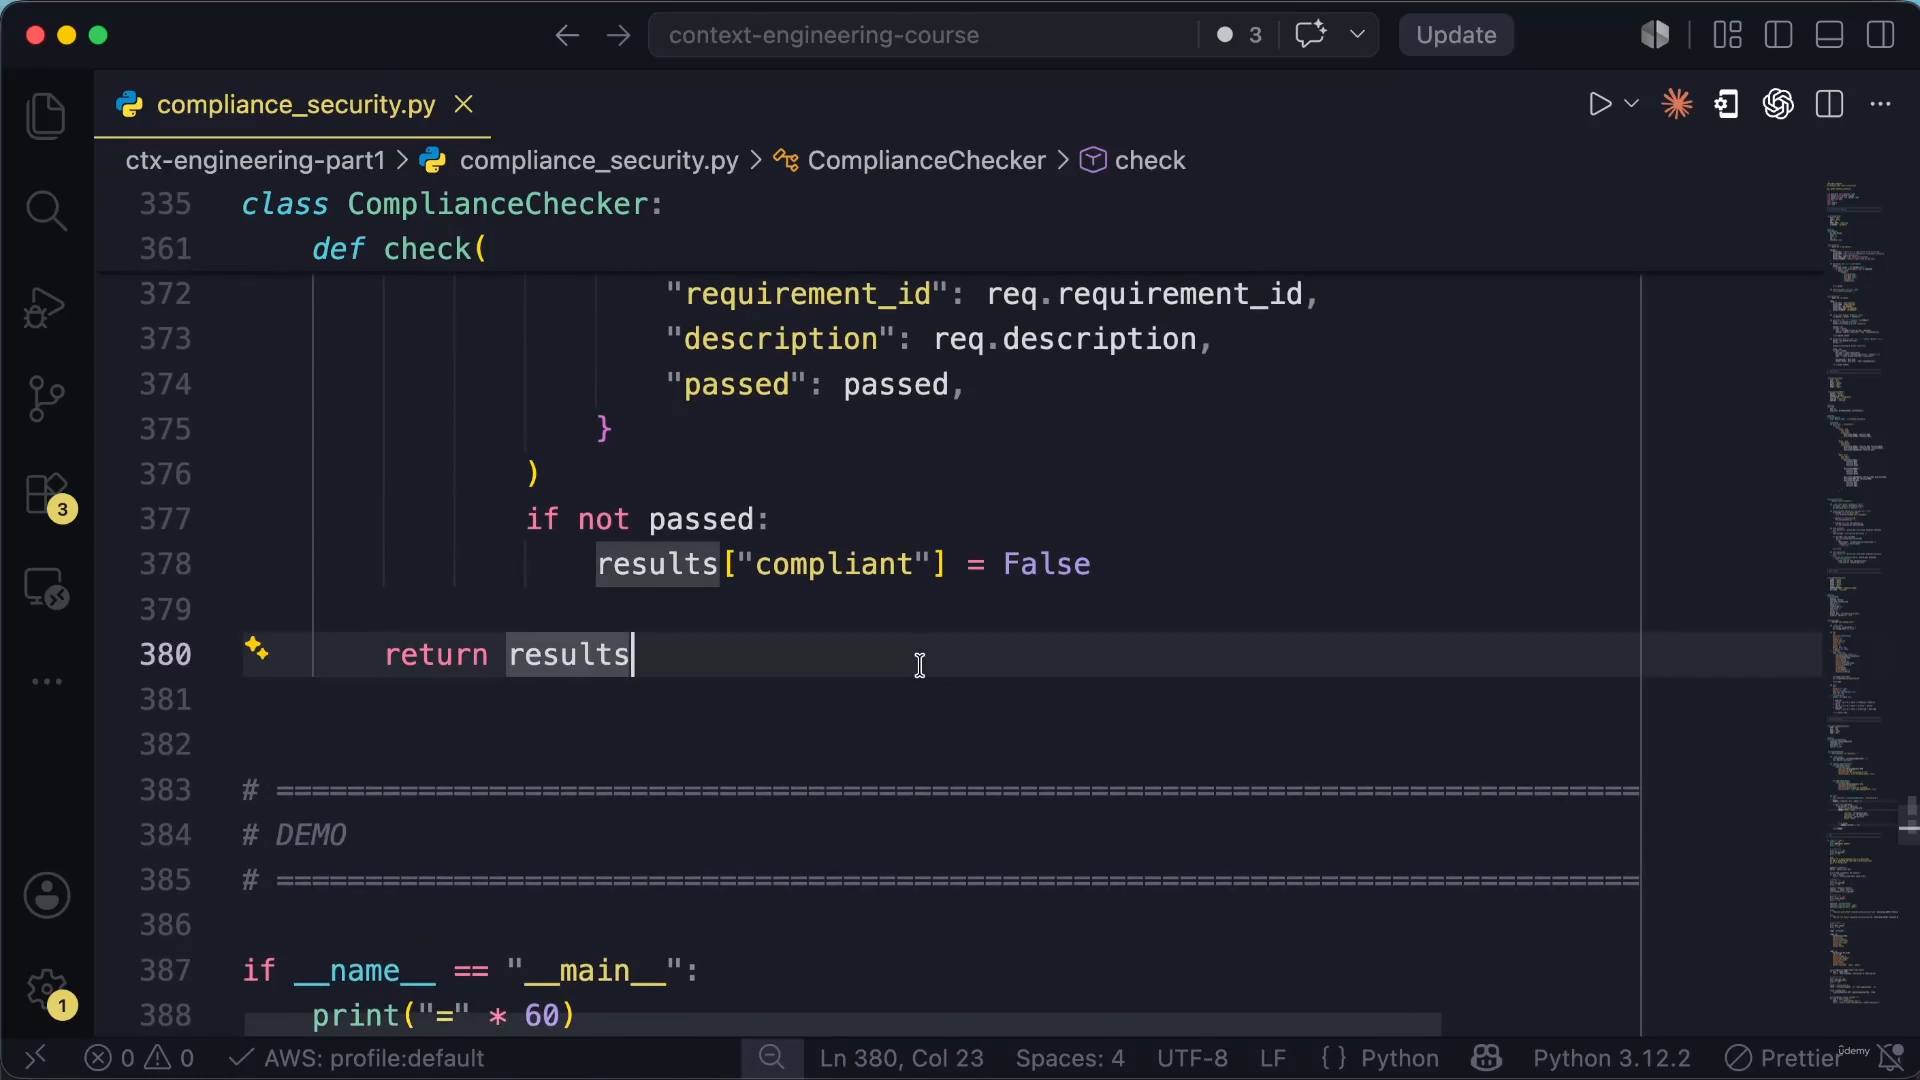 context-engineering-course
3
Update
compliance_security.py
ctx-engineering-part1 > compliance_security.py > ComplianceChecker > check
335 class ComplianceChecker:
361 def check(
372 "requirement_id": req.requirement_id,
373 "description": req.description,
374 "passed": passed,
375 }
376 )
377 if not passed:
378 results["compliant"] = False
379
380 return results
381
382
383 # =============================================================================
384 # DEMO
385 # =============================================================================
386
387 if __name__ == "__main__":
388 print("=" * 60)
3
1
0 0 AWS: profile:default
Ln 380, Col 23 Spaces: 4 UTF-8 LF { } Python Python 3.12.2 Prettier
udemy